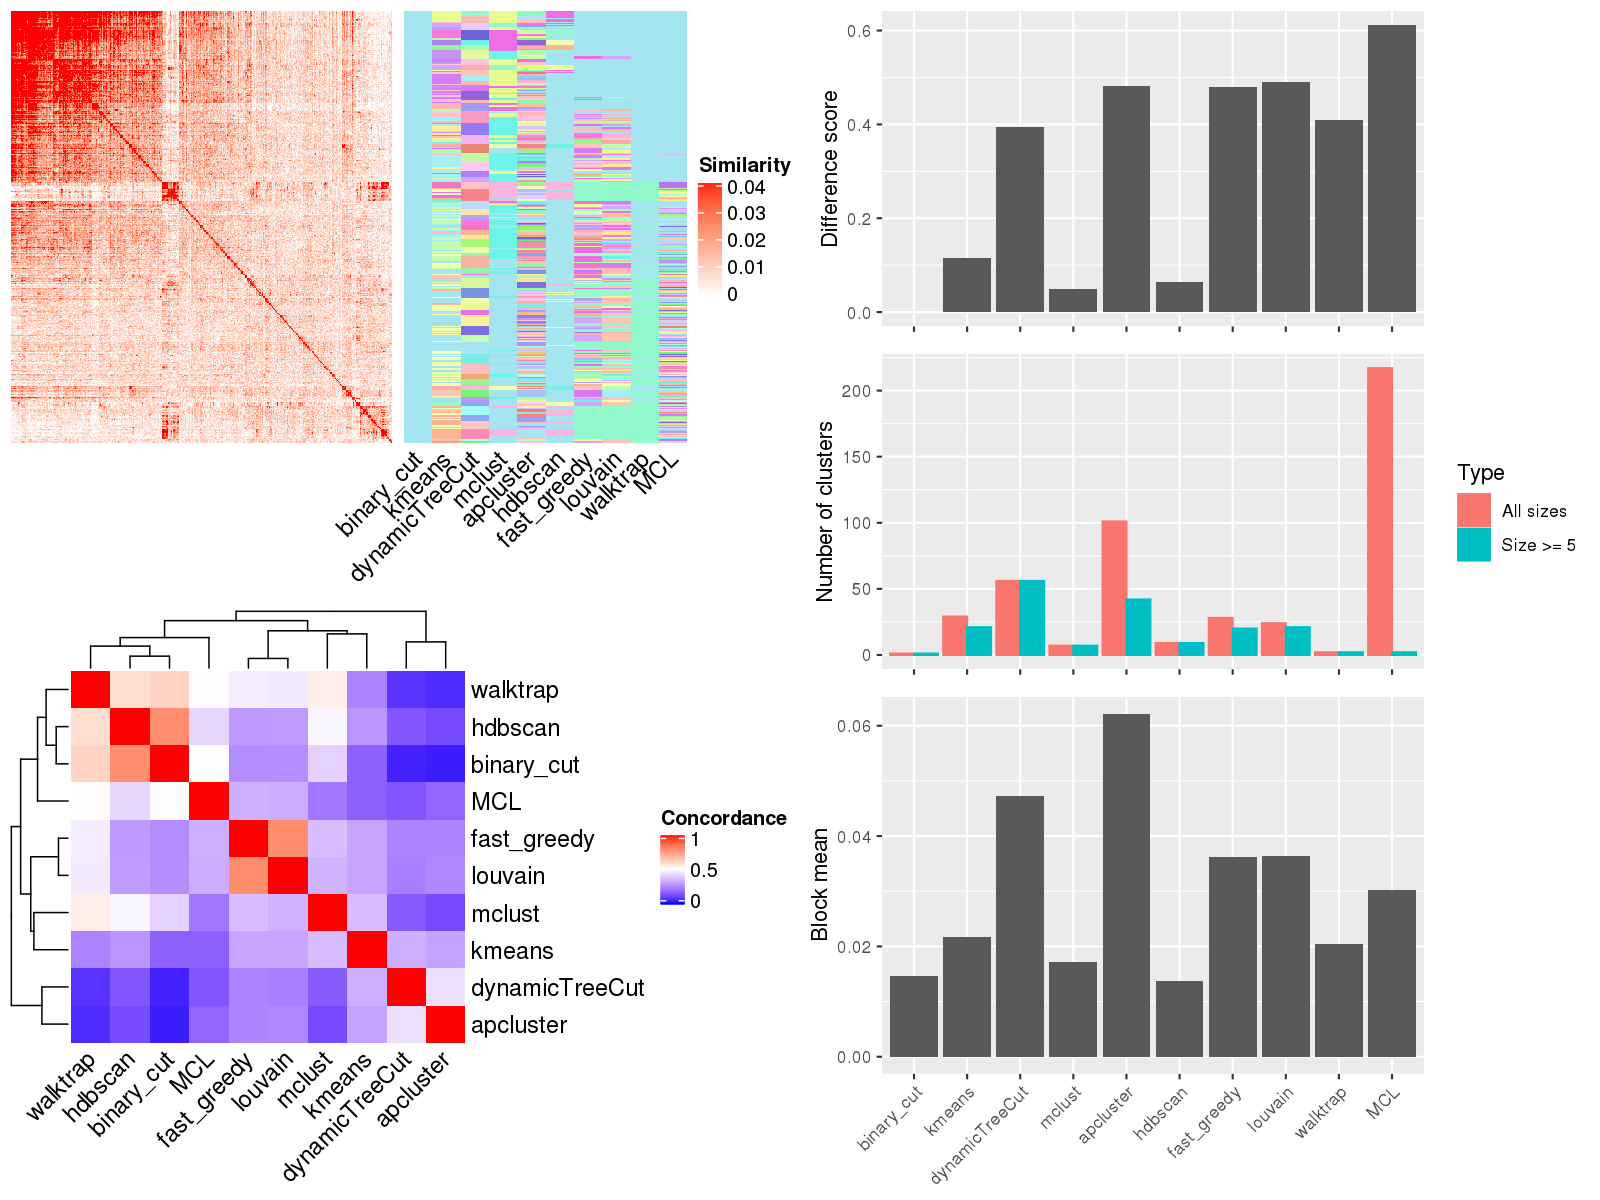 Similarity
0.04
0.03
0.02
0.01
0
binary_cut
kmeans
dynamicTreeCut
mclust
apcluster
hdbscan
fast_greedy
louvain
walktrap
MCL
walktrap
hdbscan
binary_cut
MCL
fast_greedy
louvain
mclust
kmeans
dynamicTreeCut
apcluster
walktrap
hdbscan
binary_cut
MCL
fast_greedy
louvain
mclust
kmeans
dynamicTreeCut
apcluster
Concordance
1
0.5
0
Difference score
0.6
0.4
0.2
0.0
Number of clusters
200
150
100
50
0
Type
All sizes
Size >= 5
Block mean
0.06
0.04
0.02
0.00
binary_cut
kmeans
dynamicTreeCut
mclust
apcluster
hdbscan
fast_greedy
louvain
walktrap
MCL